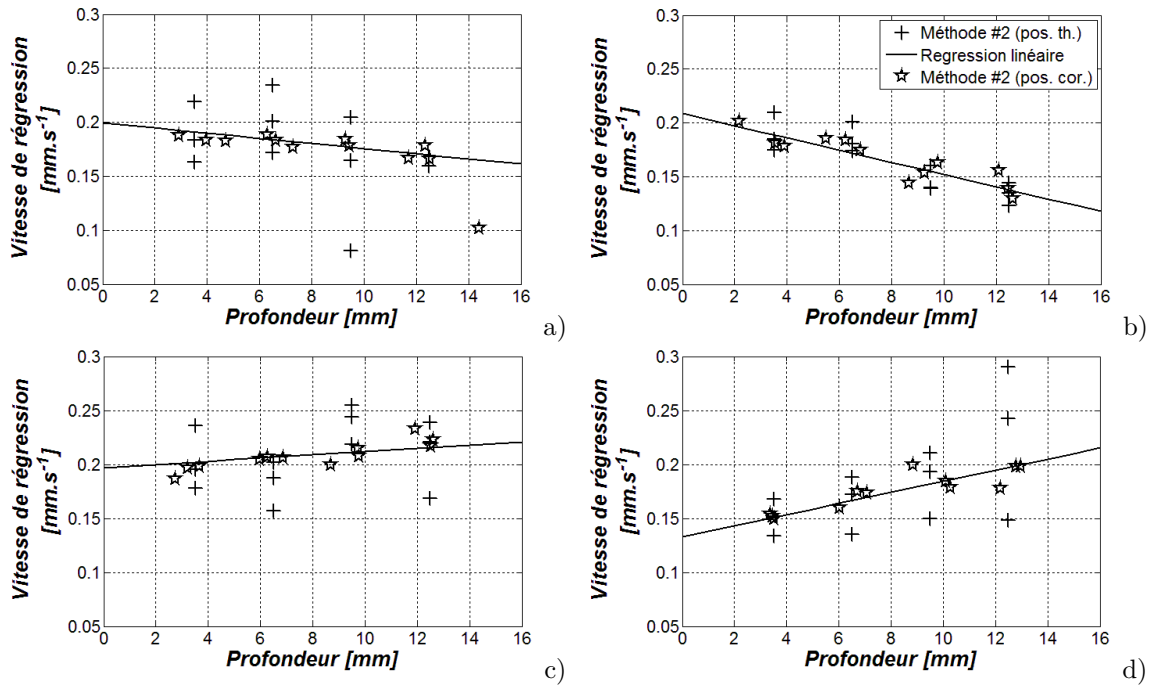 0.3
0.25
0.2
0.15
0.1
0.05
0 2 4 6 8 10 12 14 16
Vitesse de régression
[mm.s⁻¹]
Profondeur [mm]
a)
0.3
0.25
0.2
0.15
0.1
0.05
0 2 4 6 8 10 12 14 16
Vitesse de régression
[mm.s⁻¹]
Profondeur [mm]
Méthode #2 (pos. th.)
Regression linéaire
Méthode #2 (pos. cor.)
b)
0.3
0.25
0.2
0.15
0.1
0.05
0 2 4 6 8 10 12 14 16
Vitesse de régression
[mm.s⁻¹]
Profondeur [mm]
c)
0.3
0.25
0.2
0.15
0.1
0.05
0 2 4 6 8 10 12 14 16
Vitesse de régression
[mm.s⁻¹]
Profondeur [mm]
d)